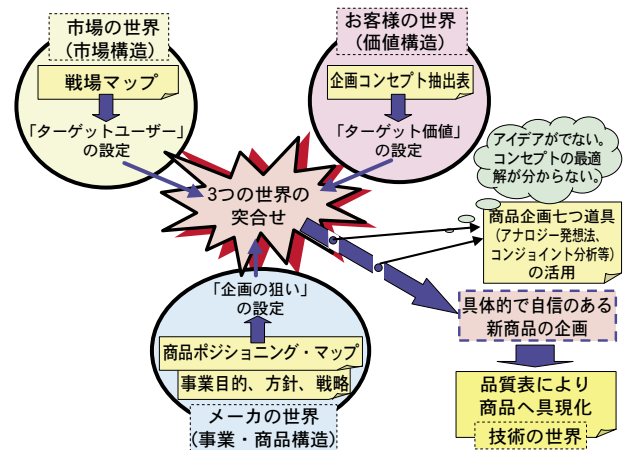 市場の世界
(市場構造)
戦場マップ
「ターゲットユーザー」
の設定
お客様の世界
(価値構造)
企画コンセプト抽出表
「ターゲット価値」
の設定
3つの世界の
突合せ
アイデアがでない。
コンセプトの最適
解が分からない。
商品企画七つ道具
(アナロジー発想法、
コンジョイント分析等)
の活用
「企画の狙い」
の設定
商品ポジショニング・マップ
事業目的、方針、戦略
メーカの世界
(事業・商品構造)
具体的で自信のある
新商品の企画
品質表により
商品へ具現化
技術の世界